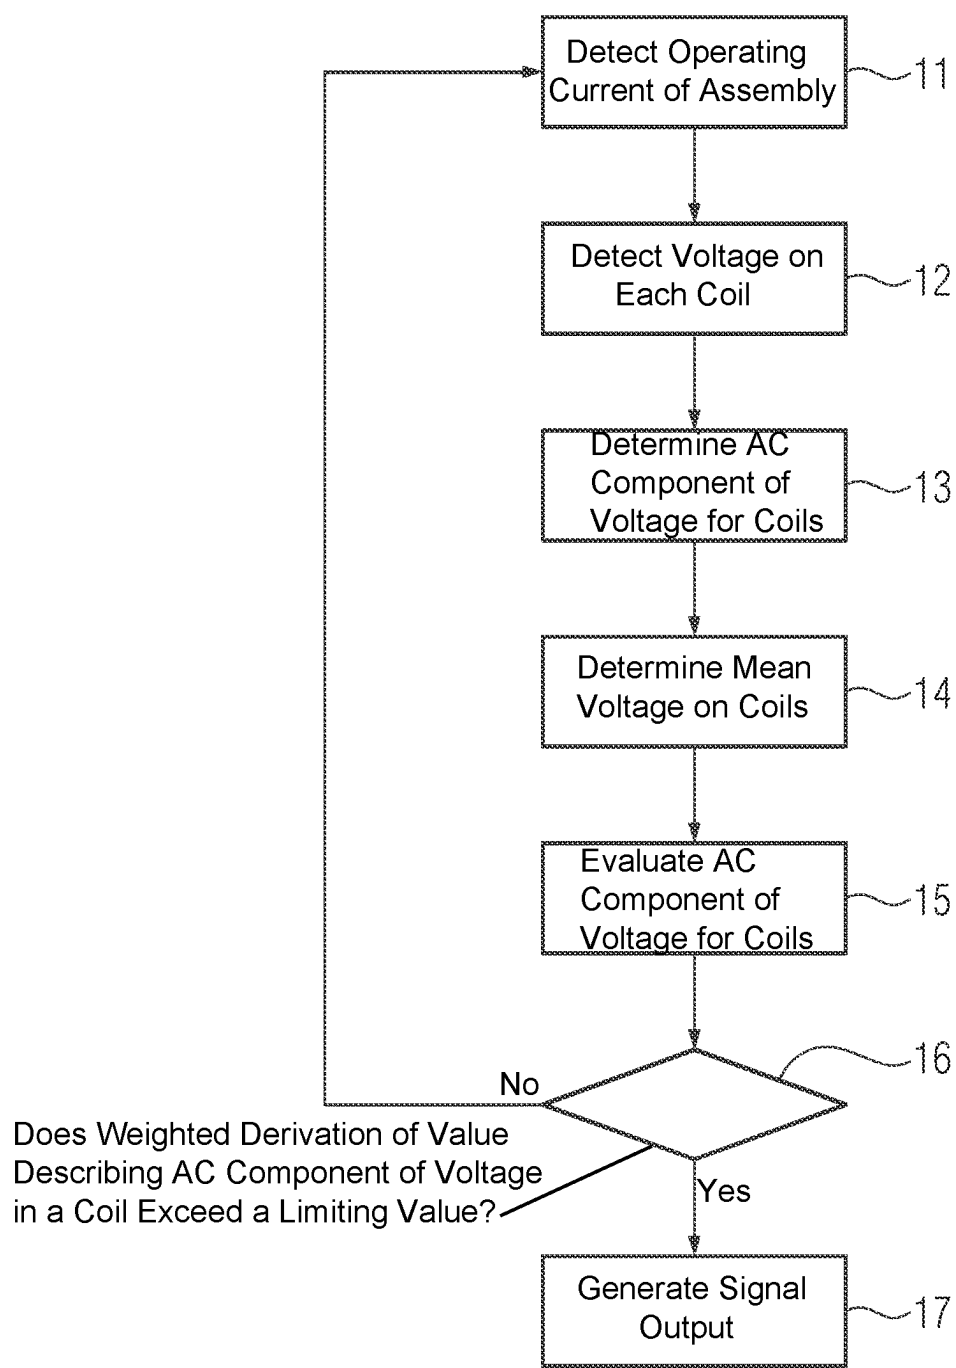 Detect Operating
Current of Assembly
11
Detect Voltage on
Each Coil
12
Determine AC
Component of
Voltage for Coils
13
Determine Mean
Voltage on Coils
14
Evaluate AC
Component of
Voltage for Coils
15
16
No
Does Weighted Derivation of Value
Describing AC Component of Voltage
in a Coil Exceed a Limiting Value?
Yes
Generate Signal
Output
17